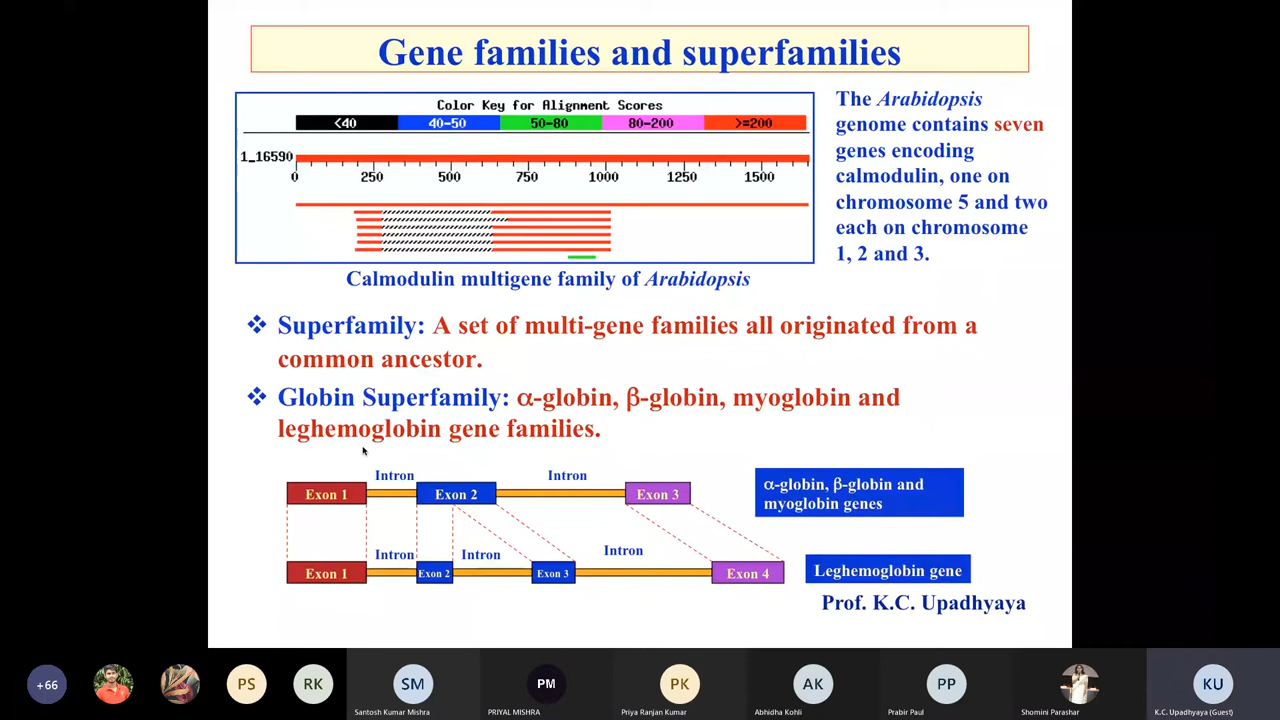 Gene families and superfamilies
Color Key for Alignment Scores
<40 40-50 50-80 80-200 >=200
1_16590
0 250 500 750 1000 1250 1500
Calmodulin multigene family of Arabidopsis
The Arabidopsis
genome contains seven
genes encoding
calmodulin, one on
chromosome 5 and two
each on chromosome
1, 2 and 3.
❖ Superfamily: A set of multi-gene families all originated from a
common ancestor.
❖ Globin Superfamily: α-globin, β-globin, myoglobin and
leghemoglobin gene families.
Intron Intron
Exon 1 Exon 2 Exon 3
α-globin, β-globin and
myoglobin genes
Intron Intron Intron
Exon 1 Exon 2 Exon 3 Exon 4
Leghemoglobin gene
Prof. K.C. Upadhyaya
+66 PS RK SM PM PK AK PP KU
Santosh Kumar Mishra PRIYAL MISHRA Priya Ranjan Kumar Abhidha Kohli Prabir Paul Shomini Parashar K.C. Upadhyaya (Guest)